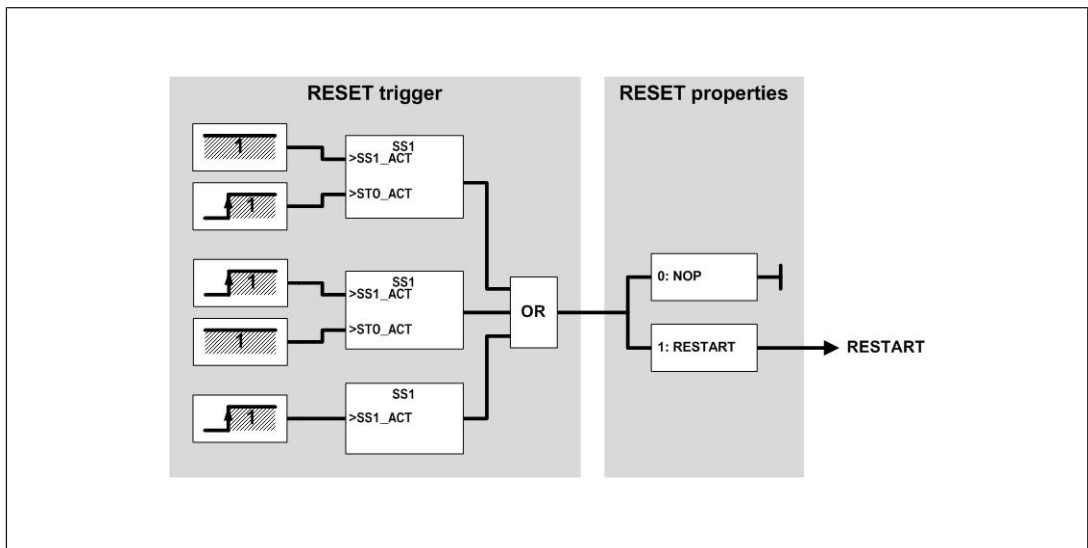 RESET trigger
RESET properties
1
SS1
>SS1_ACT
1
>STO_ACT
1
SS1
>SS1_ACT
1
>STO_ACT
OR
0: NOP
1: RESTART
RESTART
1
SS1
>SS1_ACT